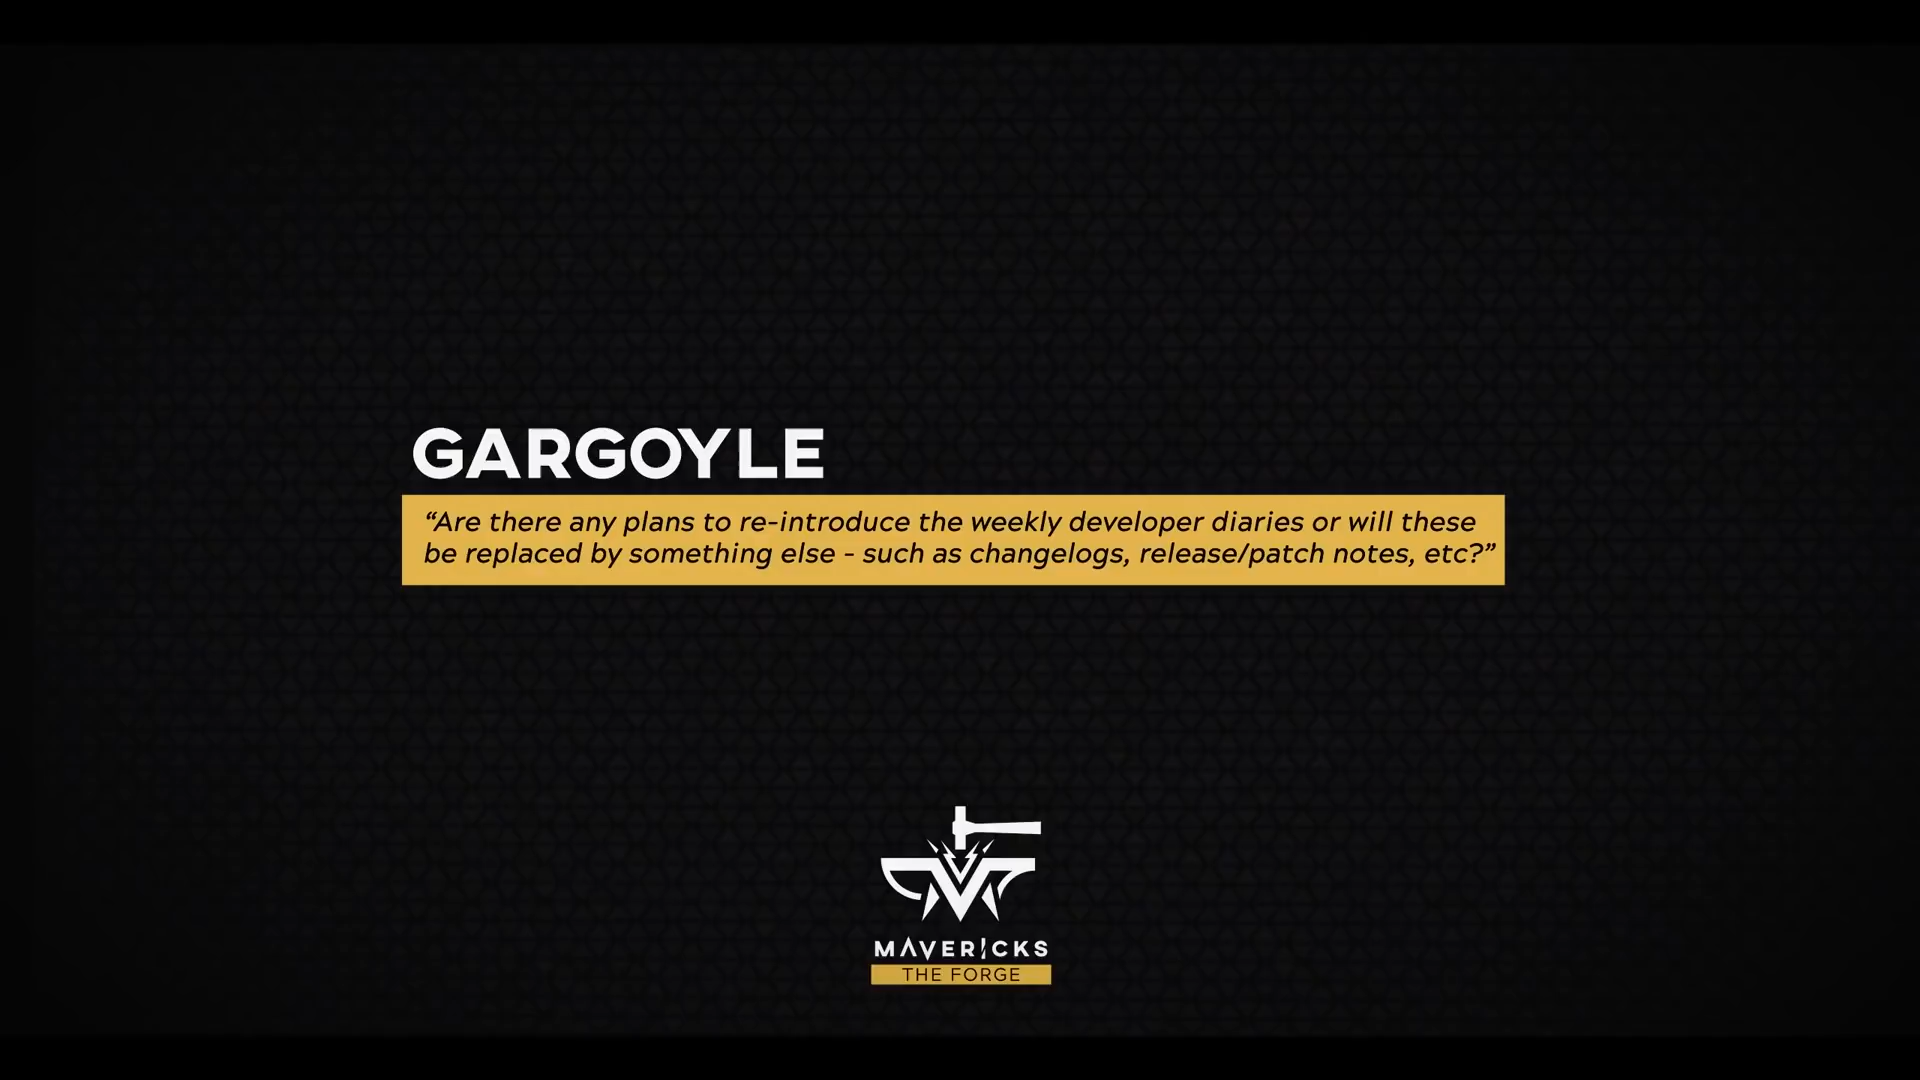 GARGOYLE
“Are there any plans to re-introduce the weekly developer diaries or will these
be replaced by something else - such as changelogs, release/patch notes, etc?”
MAVERICKS
THE FORGE